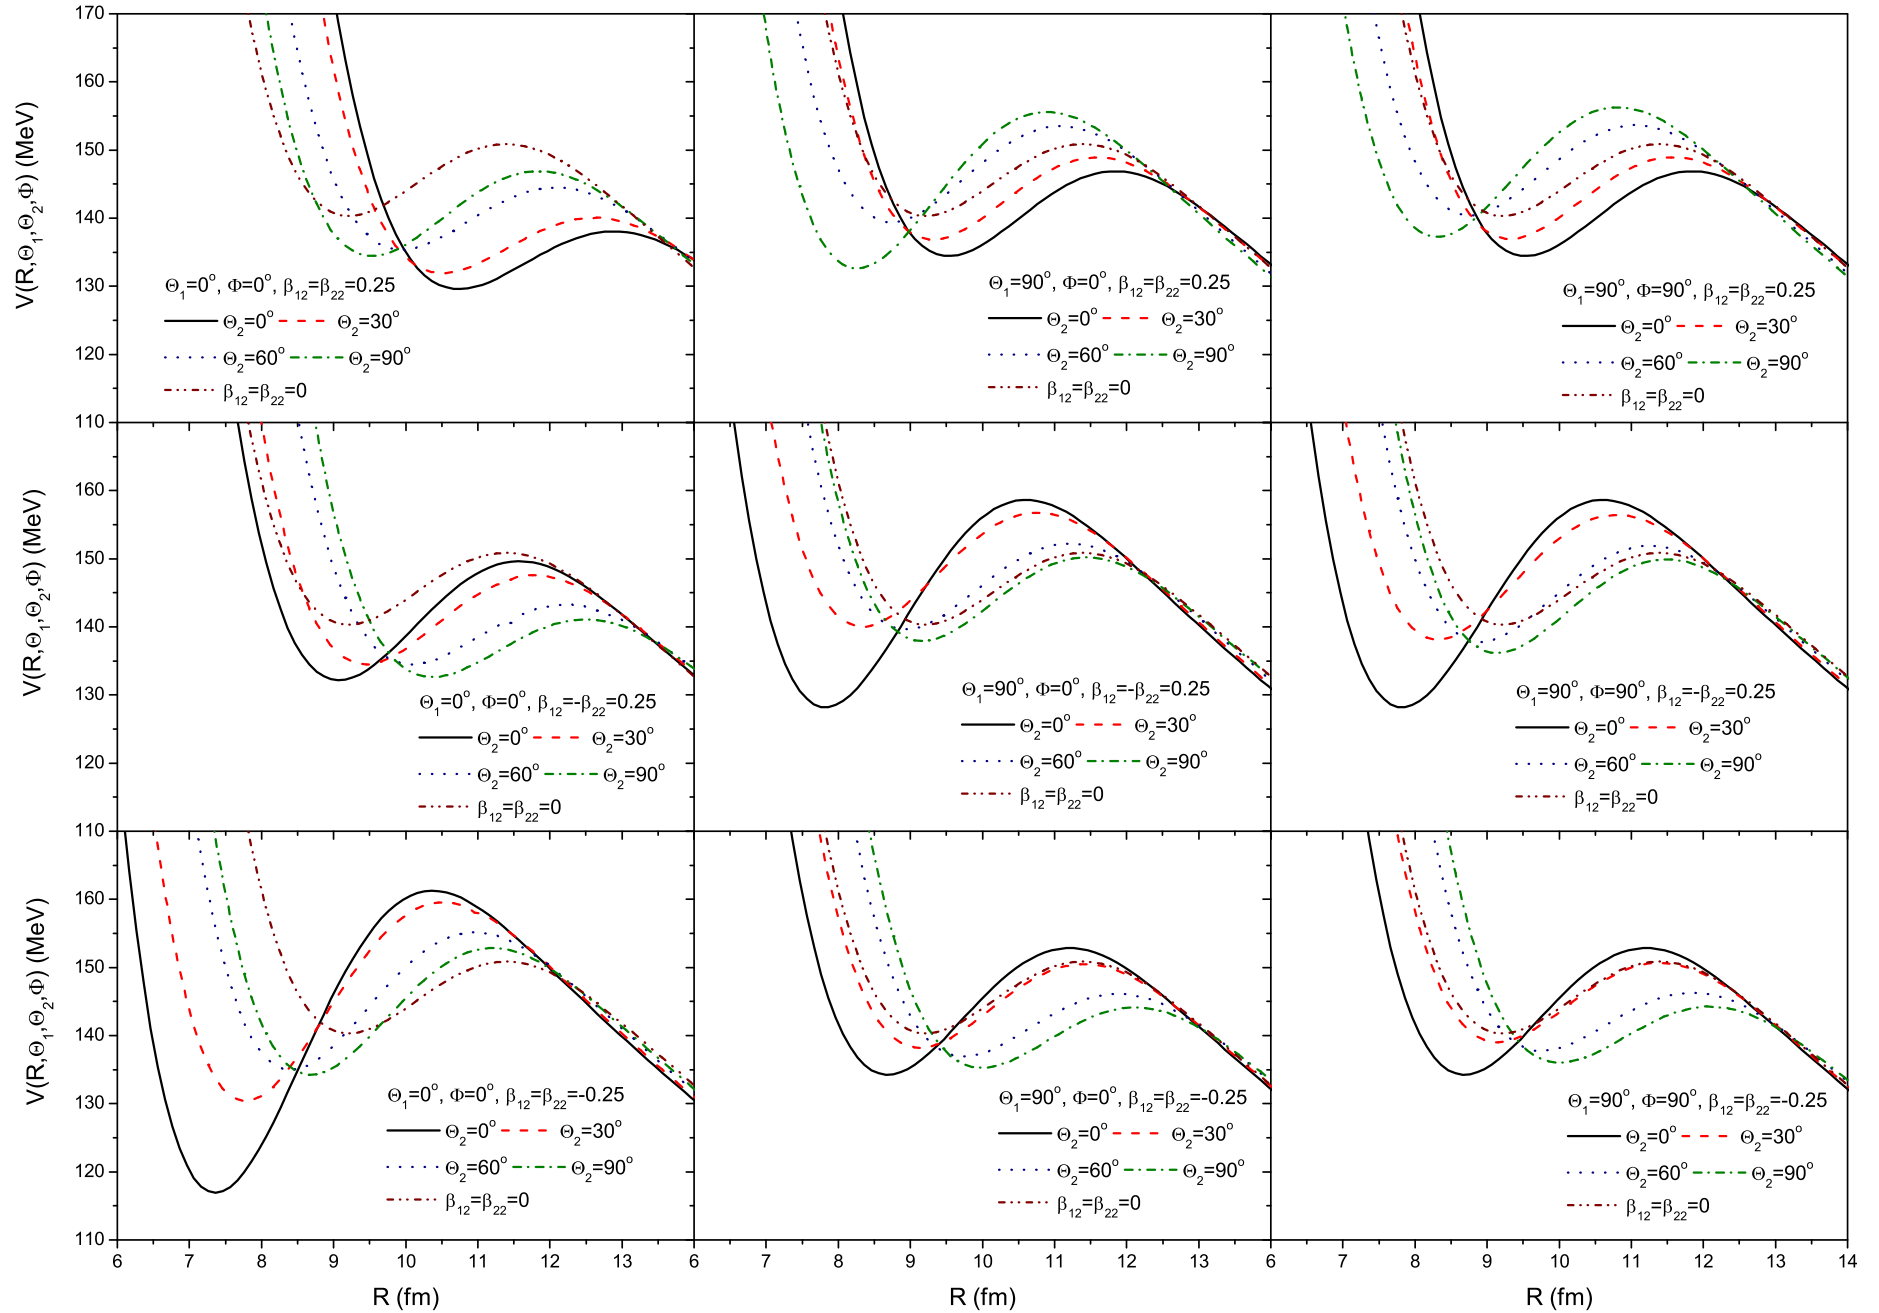 170
160
150
140
130
120
110
V(R,Θ1,Θ2,Φ) (MeV)
Θ1=0°, Φ=0°, β12=β22=0.25
Θ2=0° Θ2=30°
Θ2=60° Θ2=90°
β12=β22=0
Θ1=90°, Φ=0°, β12=β22=0.25
Θ2=0° Θ2=30°
Θ2=60° Θ2=90°
β12=β22=0
Θ1=90°, Φ=90°, β12=β22=0.25
Θ2=0° Θ2=30°
Θ2=60° Θ2=90°
β12=β22=0
160
150
140
130
120
110
V(R,Θ1,Θ2,Φ) (MeV)
Θ1=0°, Φ=0°, β12=-β22=0.25
Θ2=0° Θ2=30°
Θ2=60° Θ2=90°
β12=β22=0
Θ1=90°, Φ=0°, β12=-β22=0.25
Θ2=0° Θ2=30°
Θ2=60° Θ2=90°
β12=β22=0
Θ1=90°, Φ=90°, β12=-β22=0.25
Θ2=0° Θ2=30°
Θ2=60° Θ2=90°
β12=β22=0
160
150
140
130
120
110
V(R,Θ1,Θ2,Φ) (MeV)
Θ1=0°, Φ=0°, β12=β22=-0.25
Θ2=0° Θ2=30°
Θ2=60° Θ2=90°
β12=β22=0
Θ1=90°, Φ=0°, β12=β22=-0.25
Θ2=0° Θ2=30°
Θ2=60° Θ2=90°
β12=β22=0
Θ1=90°, Φ=90°, β12=β22=-0.25
Θ2=0° Θ2=30°
Θ2=60° Θ2=90°
β12=β22=0
6 7 8 9 10 11 12 13 6 7 8 9 10 11 12 13 6 7 8 9 10 11 12 13 14
R (fm) R (fm) R (fm)